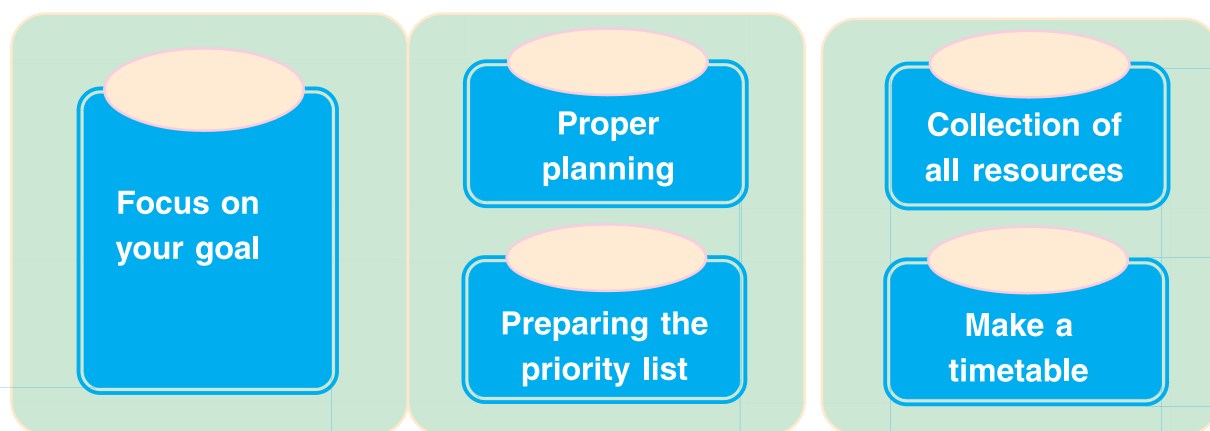 Focus on
your goal
Proper
planning
Preparing the
priority list
Collection of
all resources
Make a
timetable